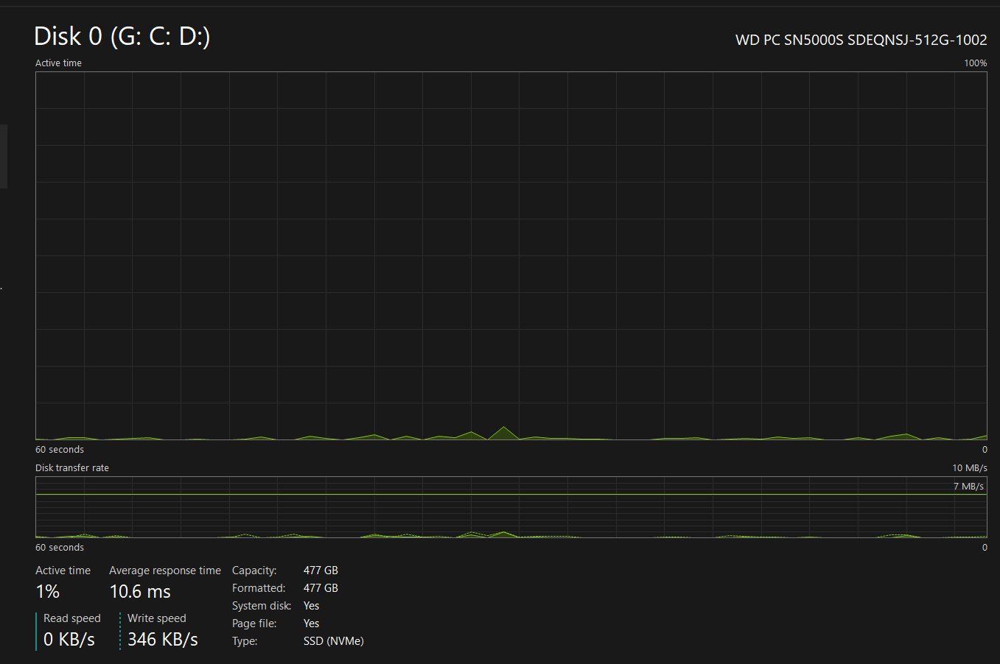 Disk 0 (G: C: D:)
WD PC SN5000S SDEQNSJ-512G-1002
Active time
100%
60 seconds
0
Disk transfer rate
10 MB/s
7 MB/s
60 seconds
0
Active time
1%
Average response time
10.6 ms
Read speed
0 KB/s
Write speed
346 KB/s
Capacity: 477 GB
Formatted: 477 GB
System disk: Yes
Page file: Yes
Type: SSD (NVMe)